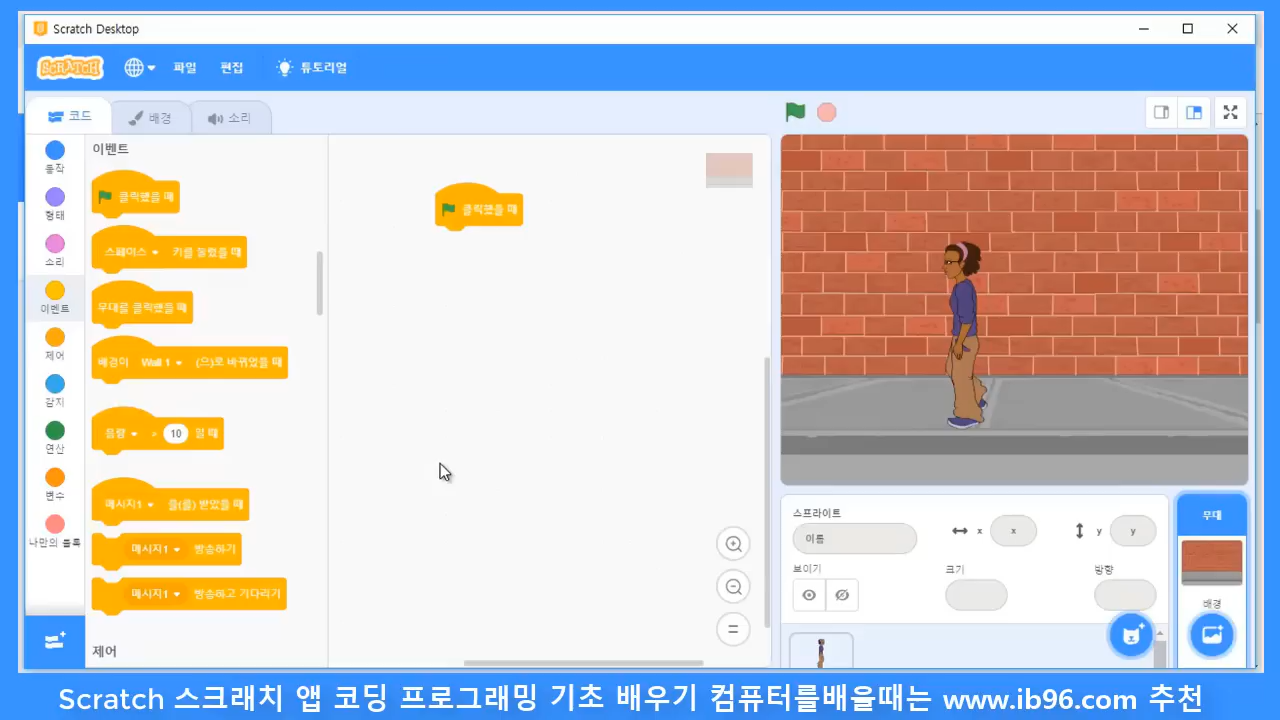 Scratch Desktop
SCRATCH
파일
편집
튜토리얼
코드
배경
소리
동작
형태
소리
이벤트
제어
감지
연산
변수
나만의 블록
이벤트
클릭했을 때
스페이스 키를 눌렀을 때
무대를 클릭했을 때
배경이 Wall 1 (으)로 바뀌었을 때
음량 > 10 일 때
메시지1 을(를) 받았을 때
메시지1 방송하기
메시지1 방송하고 기다리기
제어
클릭했을 때
스프라이트
이름
x
x
y
y
보이기
크기
방향
무대
배경
Scratch 스크래치 앱 코딩 프로그래밍 기초 배우기 컴퓨터를배울때는 www.ib96.com 추천